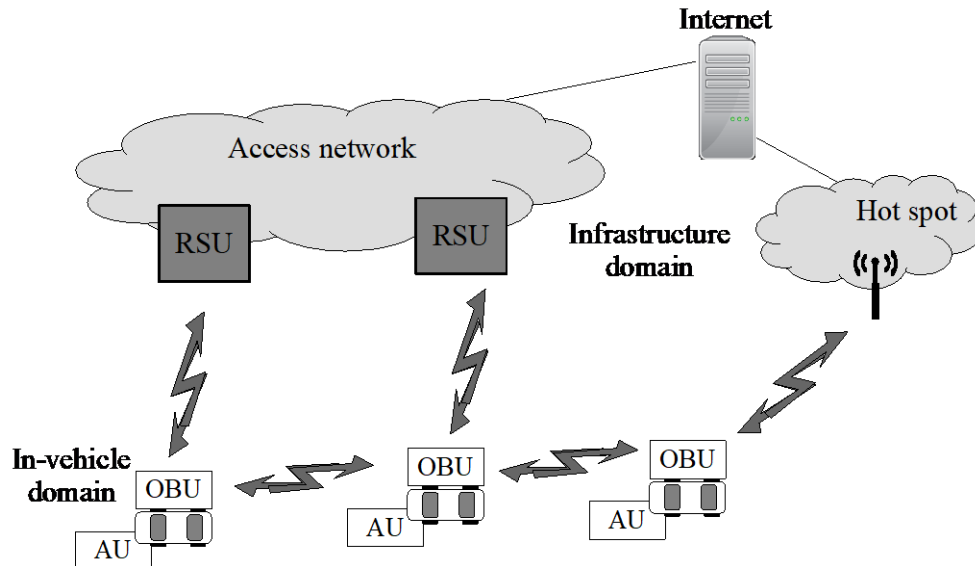 Internet
Access network
Hot spot
RSU
RSU
Infrastructure
domain
In-vehicle
domain
OBU
OBU
OBU
AU
AU
AU